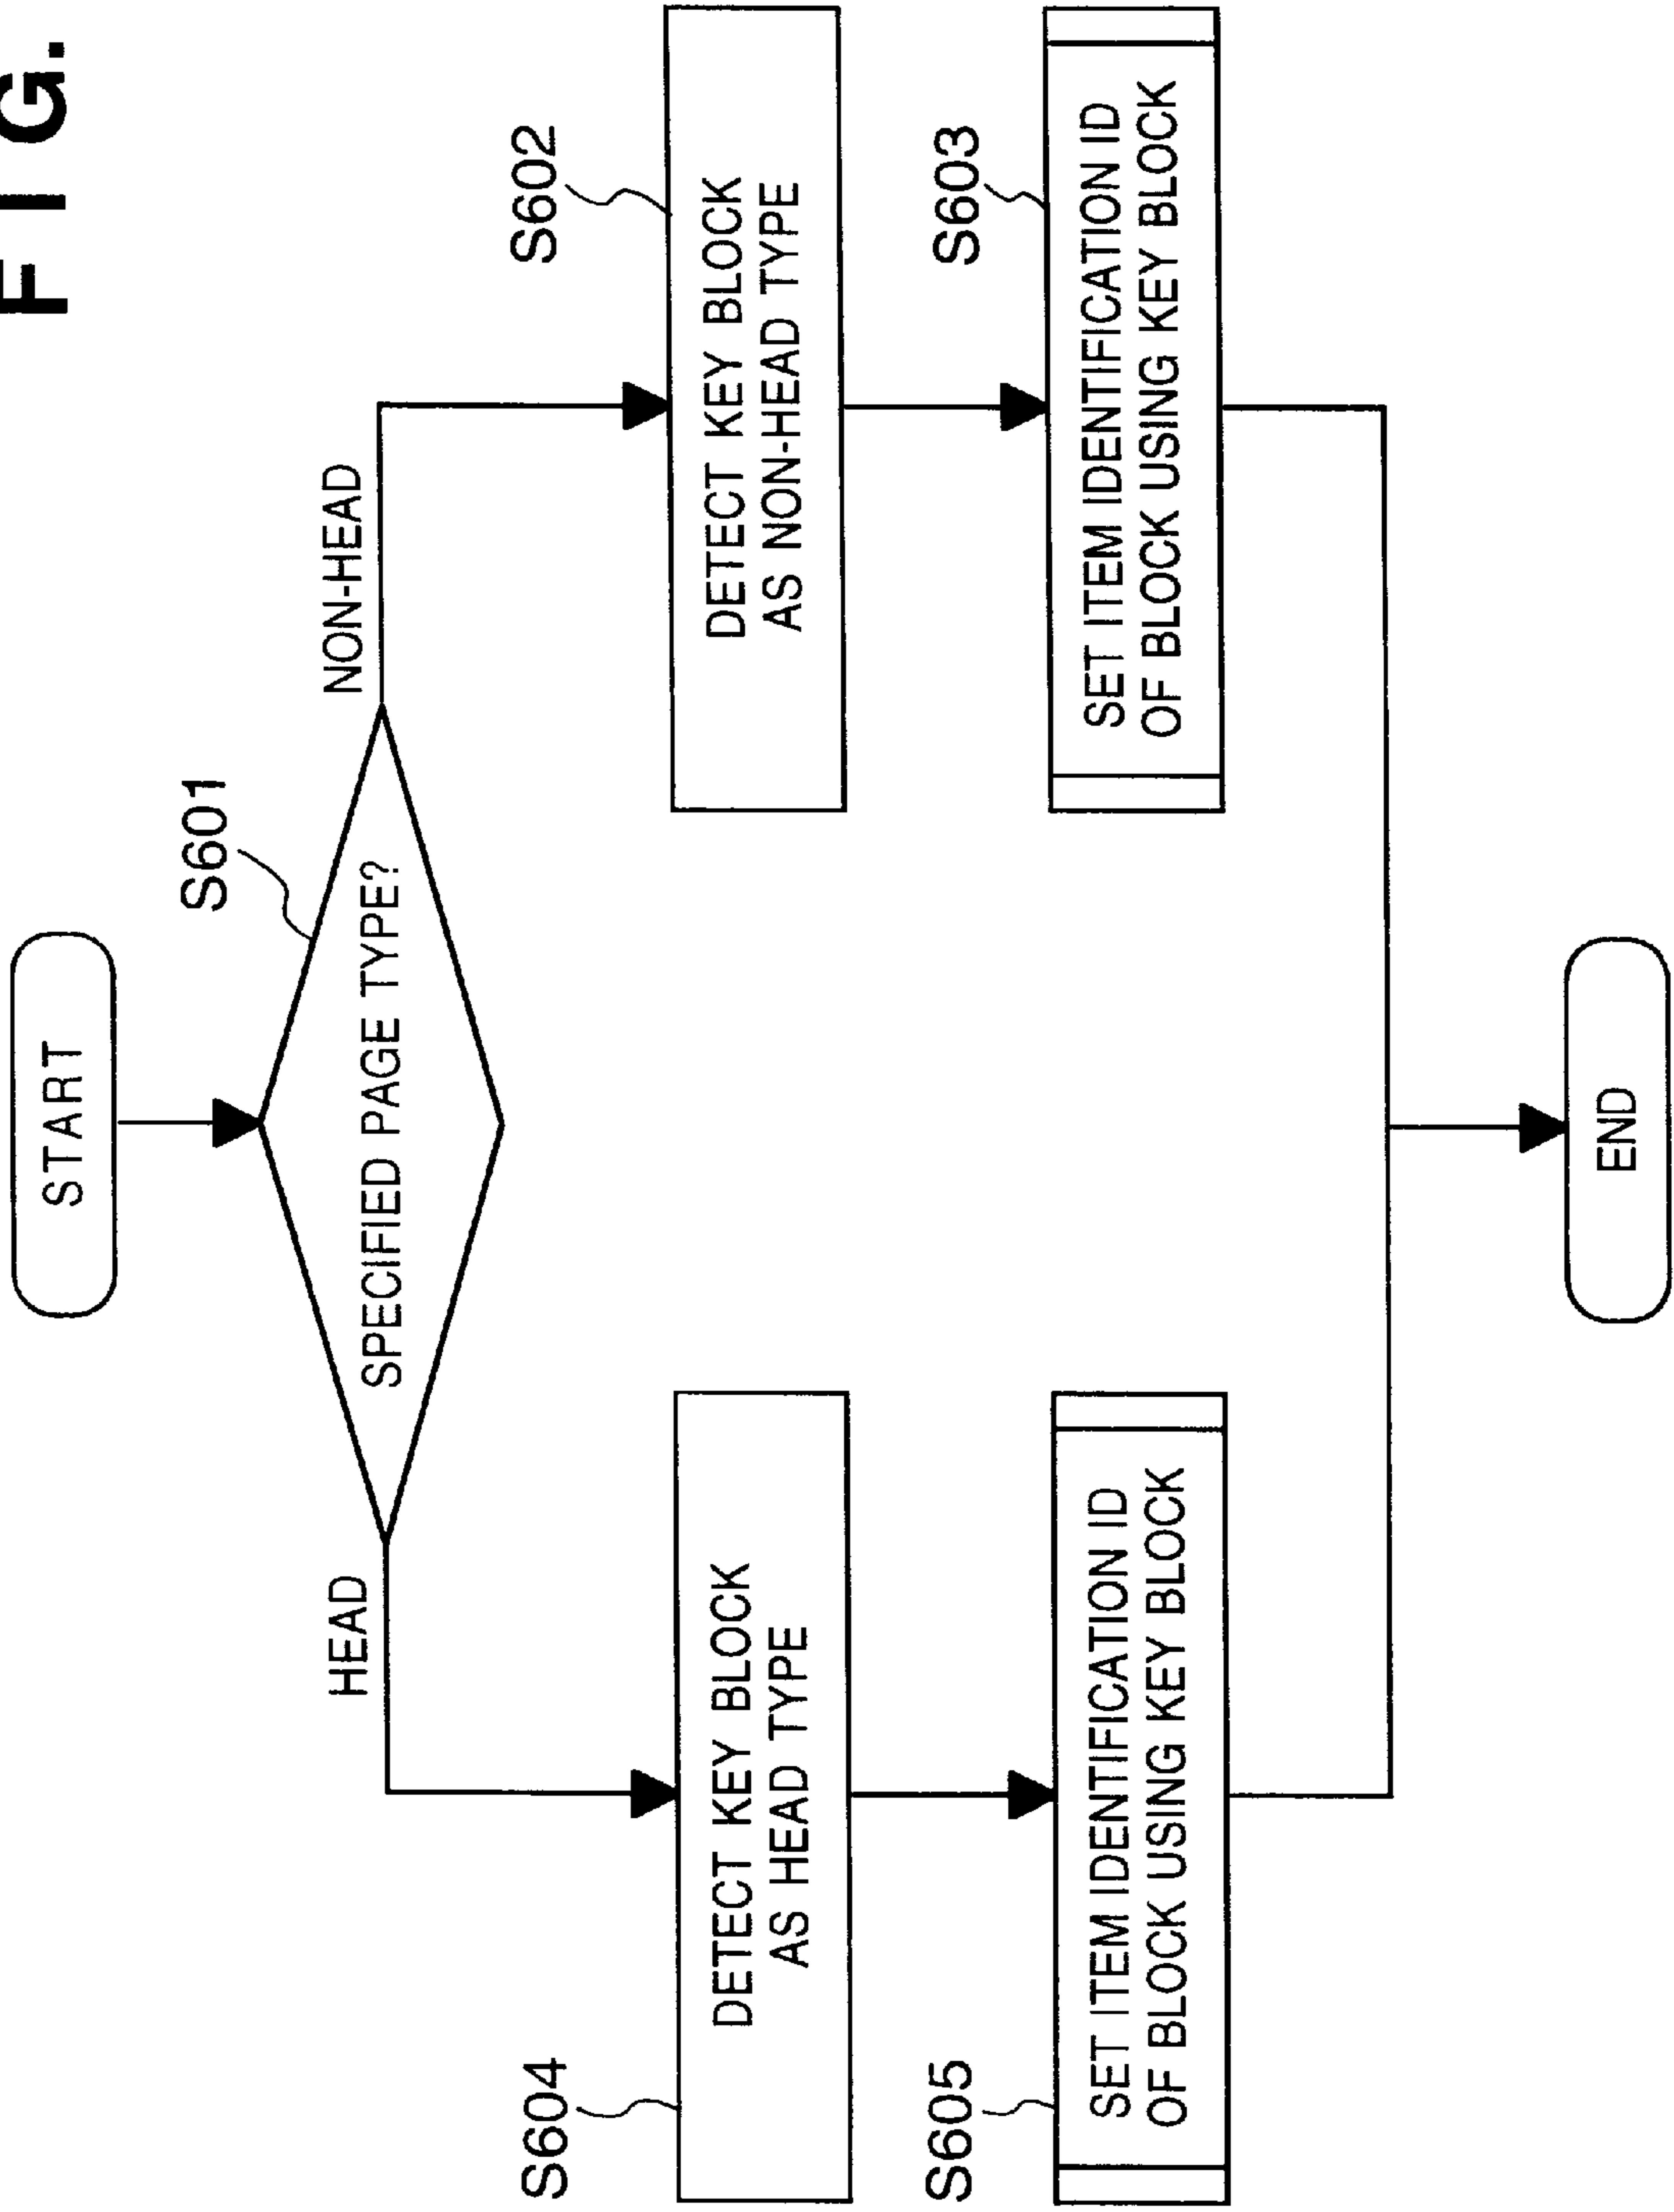 F I G.
START
S601
SPECIFIED PAGE TYPE?
HEAD
NON-HEAD
S604
DETECT KEY BLOCK
AS HEAD TYPE
S602
DETECT KEY BLOCK
AS NON-HEAD TYPE
S605
SET ITEM IDENTIFICATION ID
OF BLOCK USING KEY BLOCK
S603
SET ITEM IDENTIFICATION ID
OF BLOCK USING KEY BLOCK
END